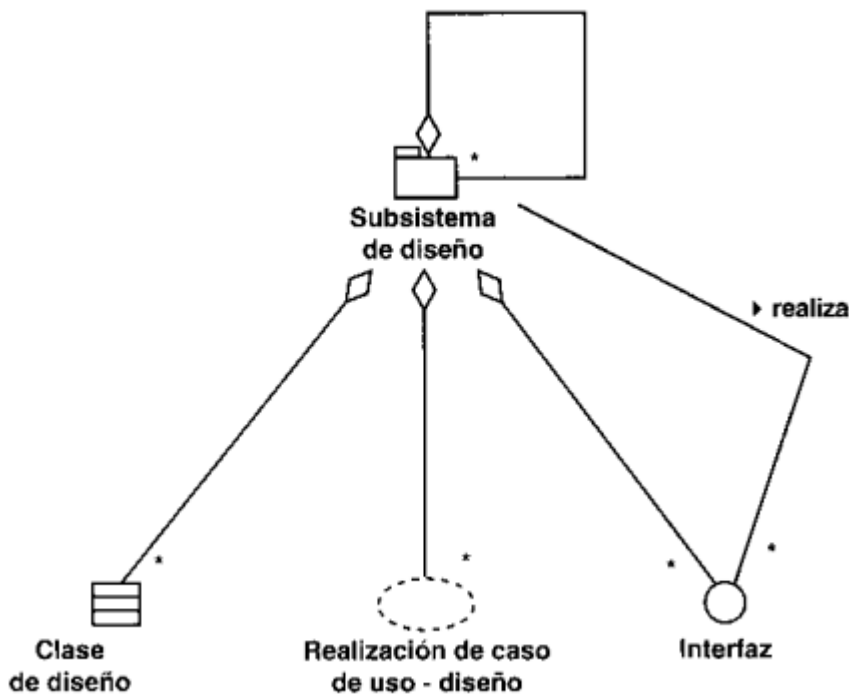 *
Subsistema
de diseño
▶ realiza
*
*
*
*
Clase
de diseño
Realización de caso
de uso - diseño
Interfaz